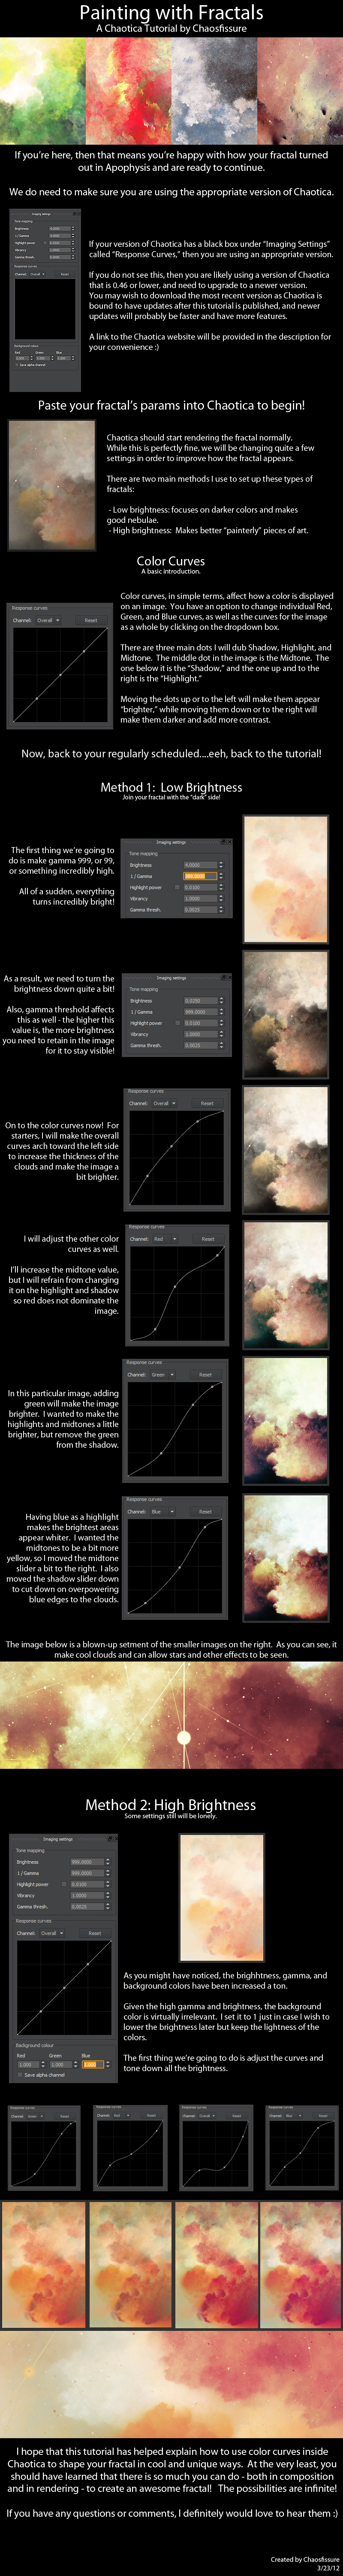 Painting with Fractals
A Chaotica Tutorial by Chaosfissure
If you're here, then that means you're happy with how your fractal turned
out in Apophysis and are ready to continue.
We do need to make sure you are using the appropriate version of Chaotica.
Imaging settings
Tone mapping
Brightness 4.0000
1 / Gamma
Highlight power
Vibrancy 1.0000
Gamma thresh.
Response curves
Channel: Overall Reset
Background colour
Red Green Blue
0.000 0.000 0.000
Save alpha channel
If your version of Chaotica has a black box under "Imaging Settings"
called "Response Curves," then you are using an appropriate version.
If you do not see this, then you are likely using a version of Chaotica
that is 0.46 or lower, and need to upgrade to a newer version.
You may wish to download the most recent version as Chaotica is
bound to have updates after this tutorial is published, and newer
updates will probably be faster and have more features.
A link to the Chaotica website will be provided in the description for
your convenience :)
Paste your fractal's params into Chaotica to begin!
Chaotica should start rendering the fractal normally.
While this is perfectly fine, we will be changing quite a few
settings in order to improve how the fractal appears.
There are two main methods I use to set up these types of
fractals:
- Low brightness: focuses on darker colors and makes
good nebulae.
- High brightness: Makes better "painterly" pieces of art.
Color Curves
A basic introduction.
Response curves
Channel: Overall Reset
Color curves, in simple terms, affect how a color is displayed
on an image. You have an option to change individual Red,
Green, and Blue curves, as well as the curves for the image
as a whole by clicking on the dropdown box.
There are three main dots I will dub Shadow, Highlight, and
Midtone. The middle dot in the image is the Midtone. The
one below it is the "Shadow," and the one up and to the
right is the "Highlight."
Moving the dots up or to the left will make them appear
"brighter," while moving them down or to the right will
make them darker and add more contrast.
Now, back to your regularly scheduled....eeh, back to the tutorial!
Method 1: Low Brightness
Join your fractal with the "dark" side!
The first thing we're going to
do is make gamma 999, or 99,
or something incredibly high.
All of a sudden, everything
turns incredibly bright!
Imaging settings
Tone mapping
Brightness 4.0000
1 / Gamma 999.0000
Highlight power 0.0100
Vibrancy 1.0000
Gamma thresh. 0.0025
As a result, we need to turn the
brightness down quite a bit!
Also, gamma threshold affects
this as well - the higher this
value is, the more brightness
you need to retain in the image
for it to stay visible!
Imaging settings
Tone mapping
Brightness 0.0200
1 / Gamma 999.0000
Highlight power 0.0100
Vibrancy 1.0000
Gamma thresh. 0.0025
On to the color curves now! For
starters, I will make the overall
curves arch toward the left side
to increase the thickness of the
clouds and make the image a
bit brighter.
Response curves
Channel: Overall Reset
I will adjust the other color
curves as well.
I'll increase the midtone value,
but I will refrain from changing
it on the highlight and shadow
so red does not dominate the
image.
Response curves
Channel: Red Reset
In this particular image, adding
green will make the image
brighter. I wanted to make the
highlights and midtones a little
brighter, but remove the green
from the shadow.
Response curves
Channel: Green Reset
Having blue as a highlight
makes the brightest areas
appear whiter. I wanted the
midtones to be a bit more
yellow, so I moved the midtone
slider a bit to the right. I also
moved the shadow slider down
to cut down on overpowering
blue edges to the clouds.
Response curves
Channel: Blue Reset
The image below is a blown-up setment of the smaller images on the right. As you can see, it
make cool clouds and can allow stars and other effects to be seen.
Method 2: High Brightness
Some settings still will be lonely.
Imaging settings
Tone mapping
Brightness 999.0000
1 / Gamma 999.0000
Highlight power 0.0100
Vibrancy 1.0000
Gamma thresh. 0.0025
Response curves
Channel: Overall Reset
Background colour
Red Green Blue
1.000 1.000 1.000
Save alpha channel
As you might have noticed, the brighhtness, gamma, and
background colors have been increased a ton.
Given the high gamma and brightness, the background
color is virtually irrelevant. I set it to 1 just in case I wish to
lower the brightness later but keep the lightness of the
colors.
The first thing we're going to do is adjust the curves and
tone down all the brightness.
Response curves
Channel: Green Reset
Response curves
Channel: Red Reset
Response curves
Channel: Overall Reset
Response curves
Channel: Blue Reset
I hope that this tutorial has helped explain how to use color curves inside
Chaotica to shape your fractal in cool and unique ways. At the very least, you
should have learned that there is so much you can do - both in composition
and in rendering - to create an awesome fractal! The possibilities are infinite!
If you have any questions or comments, I definitely would love to hear them :)
Created by Chaosfissure
3/23/12